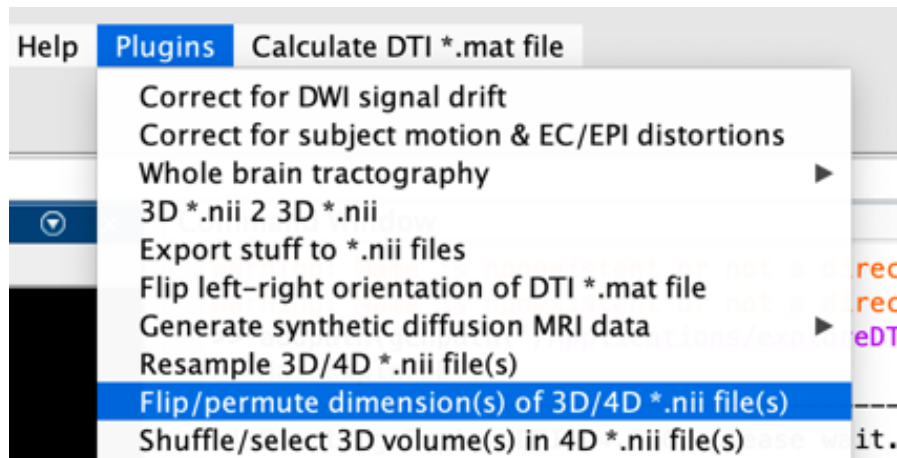 Help Plugins Calculate DTI *.mat file
Correct for DWI signal drift
Correct for subject motion & EC/EPI distortions
Whole brain tractography
3D *.nii 2 3D *.nii
Export stuff to *.nii files
Flip left-right orientation of DTI *.mat file
Generate synthetic diffusion MRI data
Resample 3D/4D *.nii file(s)
Flip/permute dimension(s) of 3D/4D *.nii file(s)
Shuffle/select 3D volume(s) in 4D *.nii file(s)
it.